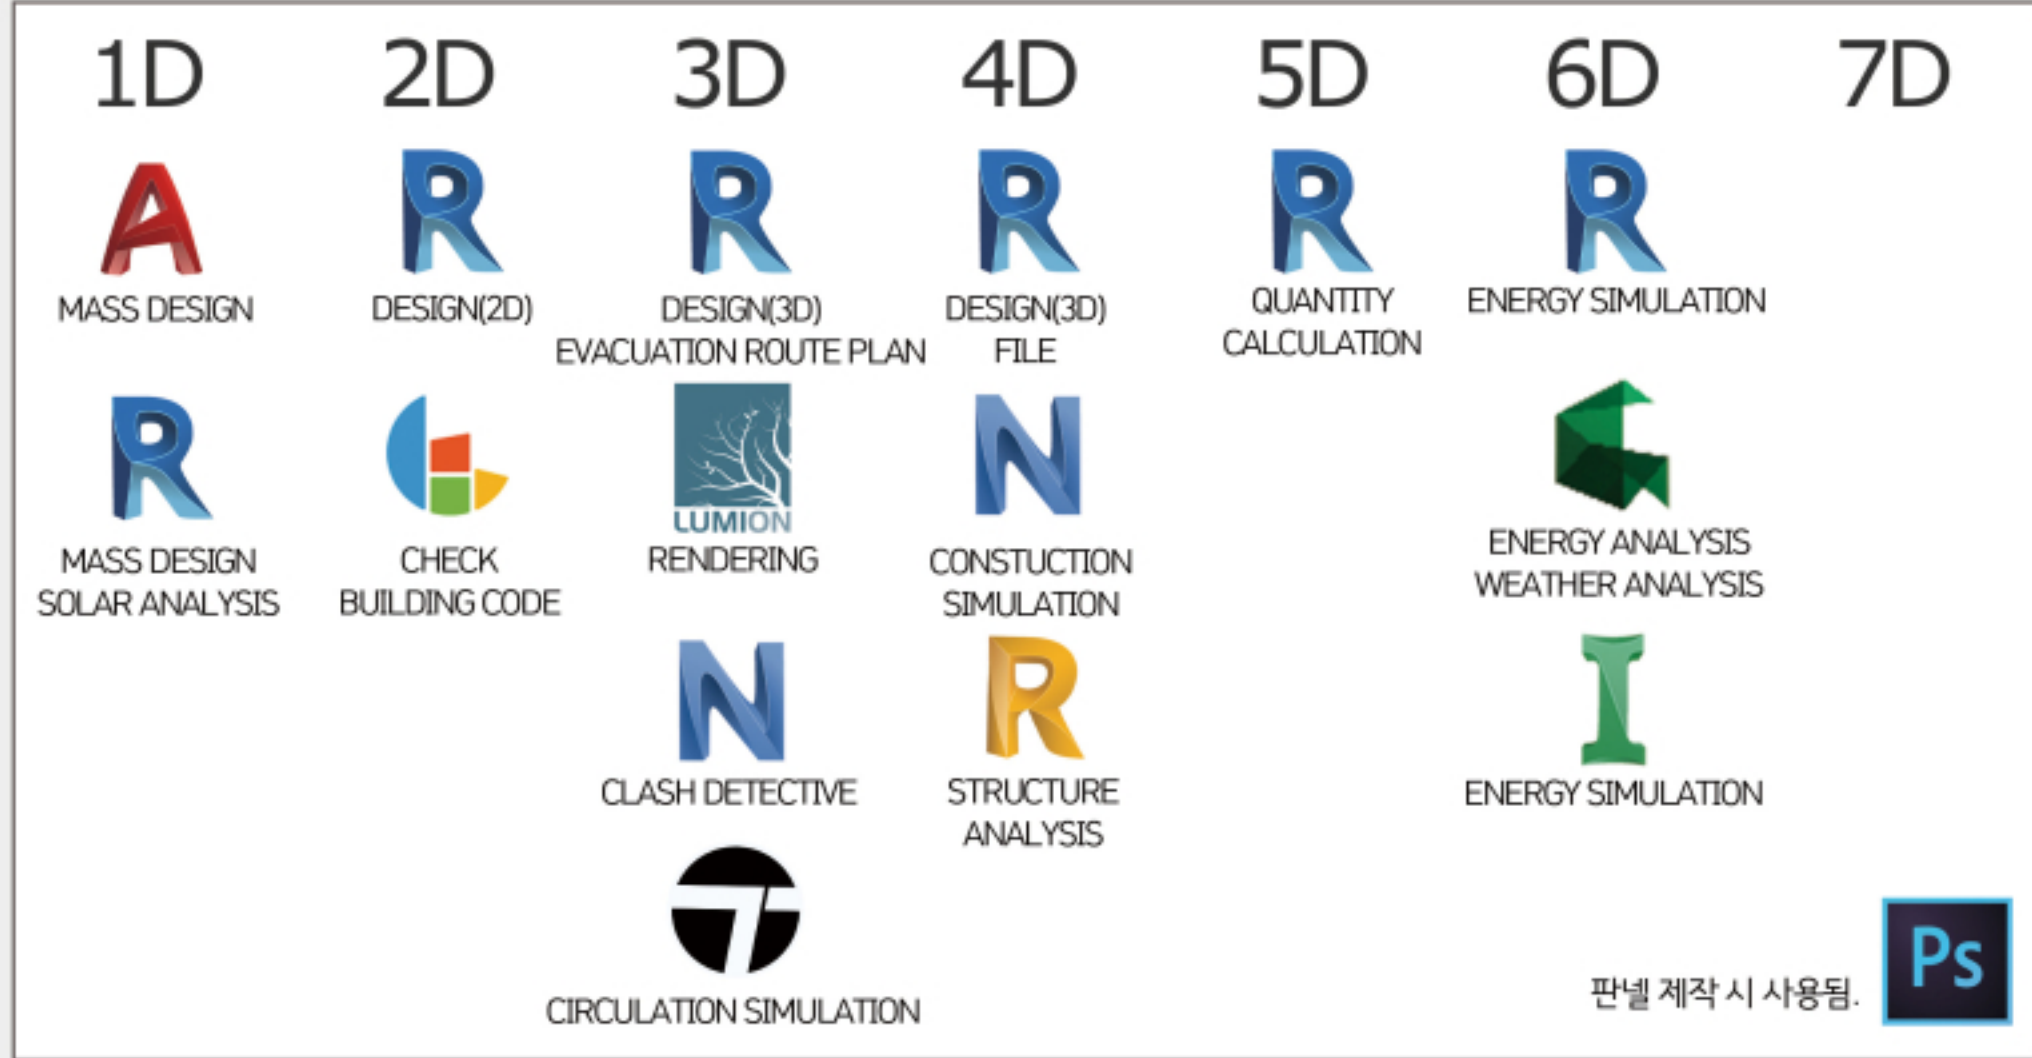 1D 2D 3D 4D 5D 6D 7D
MASS DESIGN
DESIGN(2D)
DESIGN(3D)
EVACUATION ROUTE PLAN
DESIGN(3D)
FILE
QUANTITY
CALCULATION
ENERGY SIMULATION
MASS DESIGN
SOLAR ANALYSIS
CHECK
BUILDING CODE
LUMION
RENDERING
CONSTUCTION
SIMULATION
ENERGY ANALYSIS
WEATHER ANALYSIS
CLASH DETECTIVE
STRUCTURE
ANALYSIS
ENERGY SIMULATION
CIRCULATION SIMULATION
판넬 제작 시 사용됨.
Ps